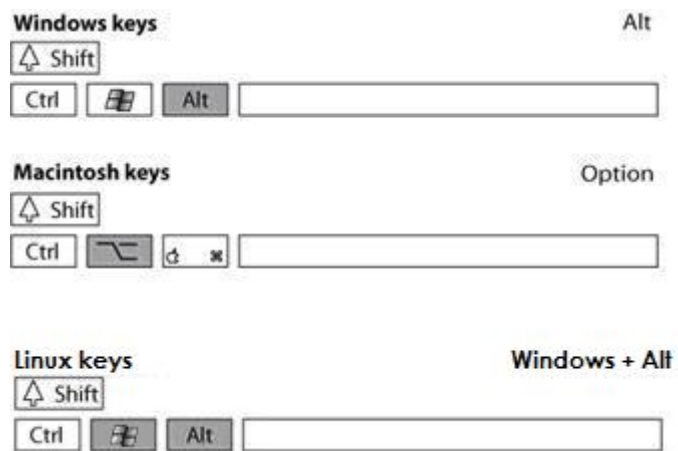 Windows keys Alt
Shift
Ctrl Alt
Macintosh keys Option
Shift
Ctrl ⌥ ⌘
Linux keys Windows + Alt
Shift
Ctrl Alt